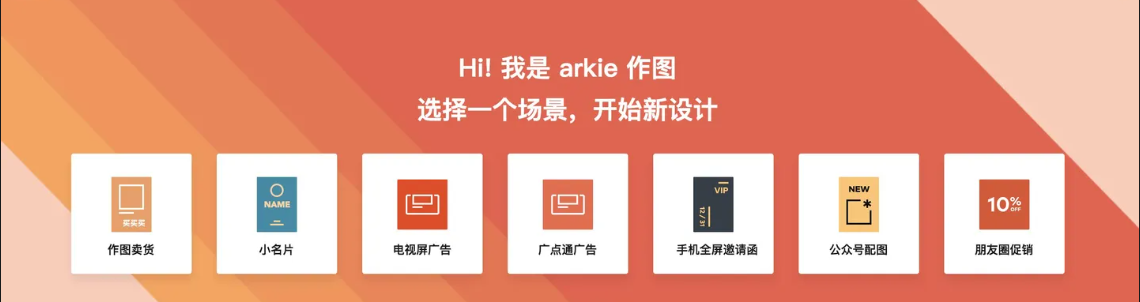 Hi! 我是 arkie 作图
选择一个场景，开始新设计
买买买
作图卖货
NAME
小名片
电视屏广告
广点通广告
VIP
12/31
手机全屏邀请函
NEW
公众号配图
10% OFF
朋友圈促销